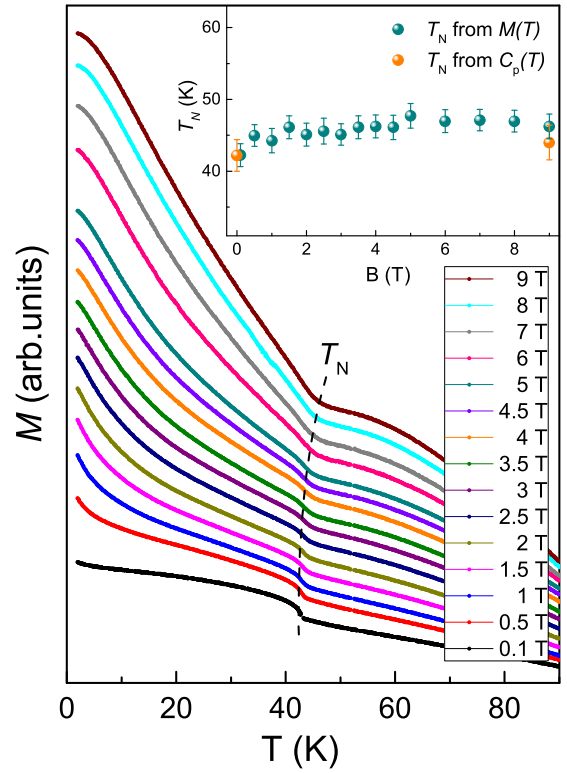 60
50
40
T_N (K)
T_N from M(T)
T_N from C_p(T)
0 2 4 6 8
B (T)
T_N
9 T
8 T
7 T
6 T
5 T
4.5 T
4 T
3.5 T
3 T
2.5 T
2 T
1.5 T
1 T
0.5 T
0.1 T
M (arb.units)
0 20 40 60 80
T (K)